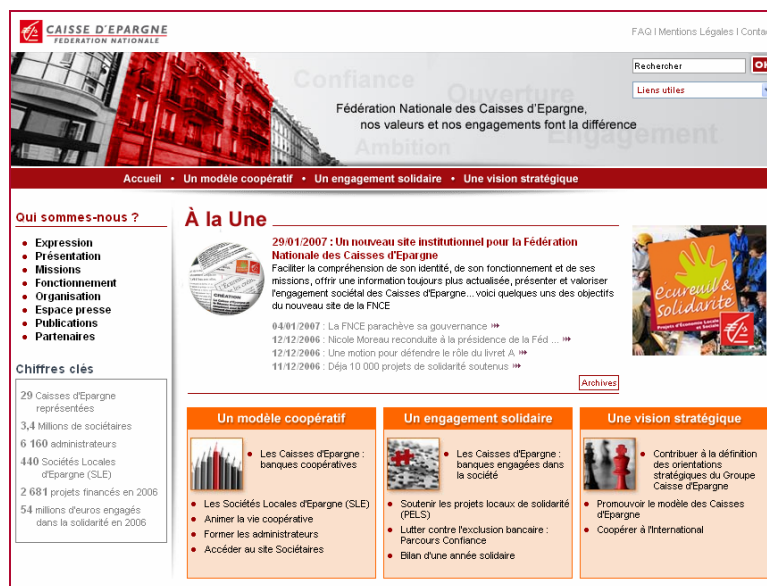 CAISSE D'EPARGNE
FEDERATION NATIONALE
FAQ I Mentions Légales I Contac
Rechercher
OK
Liens utiles
Confiance
Ouverture
Engagement
Ambition
Fédération Nationale des Caisses d'Epargne,
nos valeurs et nos engagements font la différence
Accueil • Un modèle coopératif • Un engagement solidaire • Une vision stratégique
Qui sommes-nous ?
Expression
Présentation
Missions
Fonctionnement
Organisation
Espace presse
Publications
Partenaires
Chiffres clés
29 Caisses d'Epargne
représentées
3,4 Millions de sociétaires
6 160 administrateurs
440 Sociétés Locales
d'Epargne (SLE)
2 681 projets financés en 2006
54 millions d'euros engagés
dans la solidarité en 2006
À la Une
CREATION
29/01/2007 : Un nouveau site institutionnel pour la Fédération
Nationale des Caisses d'Epargne
Faciliter la compréhension de son identité, de son fonctionnement et de ses
missions, offrir une information toujours plus actualisée, présenter et valoriser
l'engagement sociétal des Caisses d'Epargne... voici quelques uns des objectifs
du nouveau site de la FNCE
04/01/2007 : La FNCE parachève sa gouvernance
12/12/2006 : Nicole Moreau reconduite à la présidence de la Féd ...
12/12/2006 : Une motion pour défendre le rôle du livret A
11/12/2006 : Déja 10 000 projets de solidarité soutenus
Archives
écureuil &
Solidarité
Projets d'Economie Locale
et Sociale
Un modèle coopératif
Les Caisses d'Epargne :
banques coopératives
Les Sociétés Locales d'Epargne (SLE)
Animer la vie coopérative
Former les administrateurs
Accéder au site Sociétaires
Un engagement solidaire
Les Caisses d'Epargne :
banques engagées dans
la société
Soutenir les projets locaux de solidarité
(PELS)
Lutter contre l'exclusion bancaire :
Parcours Confiance
Bilan d'une année solidaire
Une vision stratégique
Contribuer à la définition
des orientations
stratégiques du Groupe
Caisse d'Epargne
Promouvoir le modèle des Caisses
d'Epargne
Coopérer à l'International